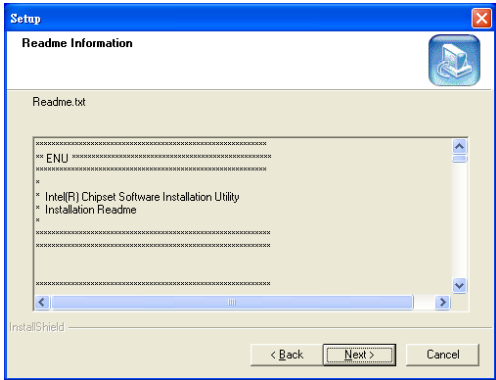 Setup
Readme Information
Readme.txt
************************************************************
** ENU ****************************************************
************************************************************
*
* Intel(R) Chipset Software Installation Utility
* Installation Readme
*
************************************************************
************************************************************
************************************************************
InstallShield
< Back
Next >
Cancel